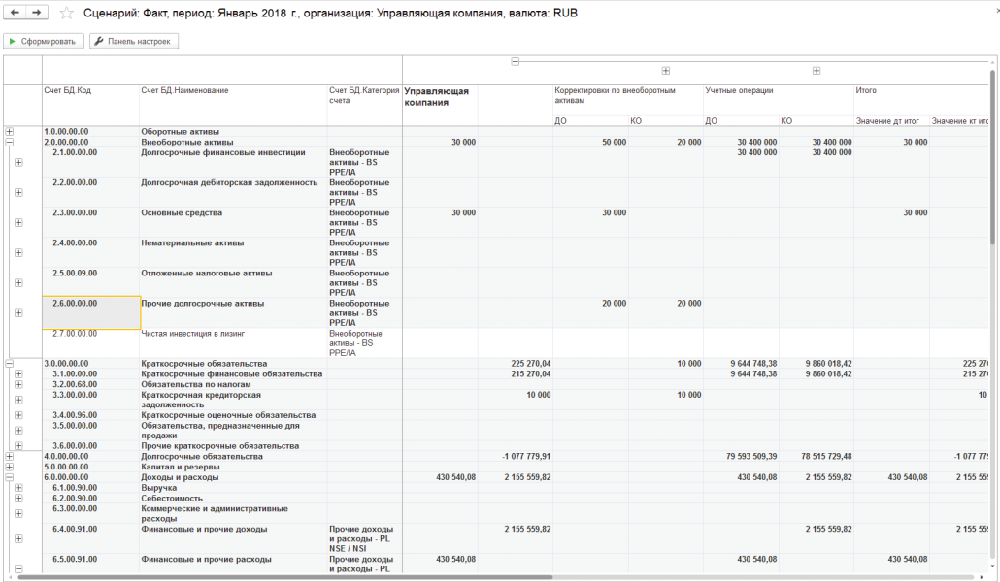 Сценарий: Факт, период: Январь 2018 г., организация: Управляющая компания, валюта: RUB
Сформировать Панель настроек
Счет БД.Код Счет БД.Наименование Счет БД.Категория счета Управляющая компания Корректировки по внеоборотным активам Учетные операции Итого
ДО КО ДО КО Значение дт итог Значение кт ито
1.0.00.00.00 Оборотные активы
2.0.00.00.00 Внеоборотные активы 30 000 50 000 20 000 30 400 000 30 400 000 30 000
2.1.00.00.00 Долгосрочные финансовые инвестиции Внеоборотные 30 400 000 30 400 000
активы - BS
PPE/IA
2.2.00.00.00 Долгосрочная дебиторская задолженность Внеоборотные
активы - BS
PPE/IA
2.3.00.00.00 Основные средства Внеоборотные 30 000 30 000 30 000
активы - BS
PPE/IA
2.4.00.00.00 Нематериальные активы Внеоборотные
активы - BS
PPE/IA
2.5.00.09.00 Отложенные налоговые активы Внеоборотные
активы - BS
PPE/IA
2.6.00.00.00 Прочие долгосрочные активы Внеоборотные 20 000 20 000
активы - BS
PPE/IA
2.7.00.00.00 Чистая инвестиция в лизинг Внеоборотные
активы - BS
PPE/IA
3.0.00.00.00 Краткосрочные обязательства 225 270,04 10 000 9 644 748,38 9 860 018,42 225 27
3.1.00.00.00 Краткосрочные финансовые обязательства 215 270,04 9 644 748,38 9 860 018,42 215 27
3.2.00.68.00 Обязательства по налогам
3.3.00.00.00 Краткосрочная кредиторская 10 000 10 000 10
задолженность
3.4.00.96.00 Краткосрочные оценочные обязательства
3.5.00.00.00 Обязательства, предназначенные для
продажи
3.6.00.00.00 Прочие краткосрочные обязательства
4.0.00.00.00 Долгосрочные обязательства -1 077 779,91 79 593 509,39 78 515 729,48 -1 077 77
5.0.00.00.00 Капитал и резервы
6.0.00.00.00 Доходы и расходы 430 540,08 2 155 559,82 430 540,08 2 155 559,82 430 540,08 2 155 55
6.1.00.90.00 Выручка
6.2.00.90.00 Себестоимость
6.3.00.00.00 Коммерческие и административные
расходы
6.4.00.91.00 Финансовые и прочие доходы Прочие доходы 2 155 559,82 2 155 559,82 2 155 55
и расходы - PL
NSE / NSI
6.5.00.91.00 Финансовые и прочие расходы Прочие доходы 430 540,08 430 540,08 430 540,08
и расходы - PL